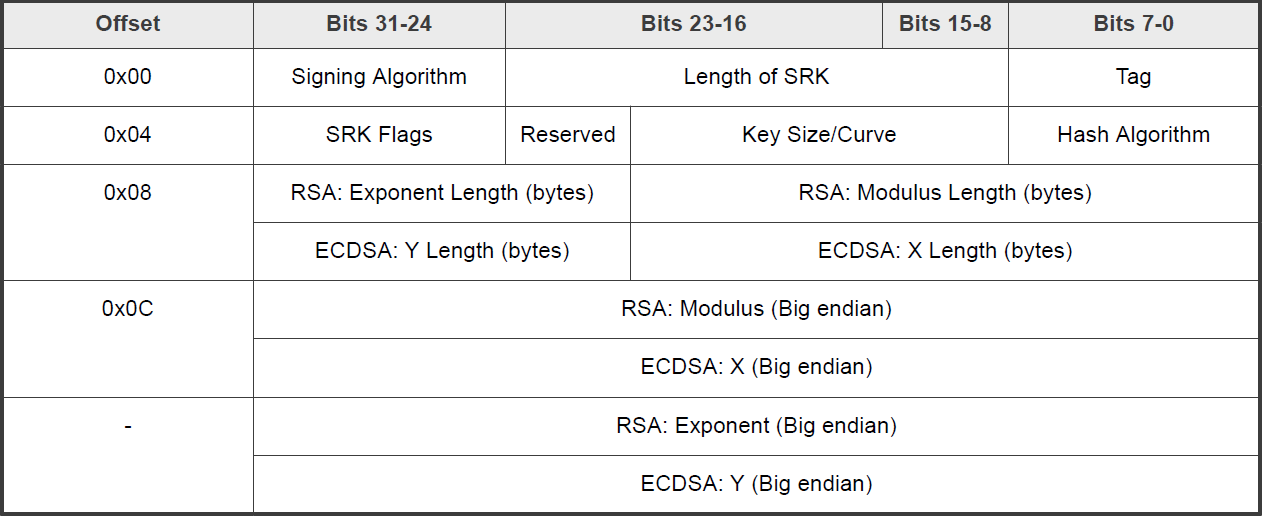 Offset Bits 31-24 Bits 23-16 Bits 15-8 Bits 7-0
0x00 Signing Algorithm Length of SRK Tag
0x04 SRK Flags Reserved Key Size/Curve Hash Algorithm
0x08 RSA: Exponent Length (bytes) RSA: Modulus Length (bytes)
ECDSA: Y Length (bytes) ECDSA: X Length (bytes)
0x0C RSA: Modulus (Big endian)
ECDSA: X (Big endian)
- RSA: Exponent (Big endian)
ECDSA: Y (Big endian)